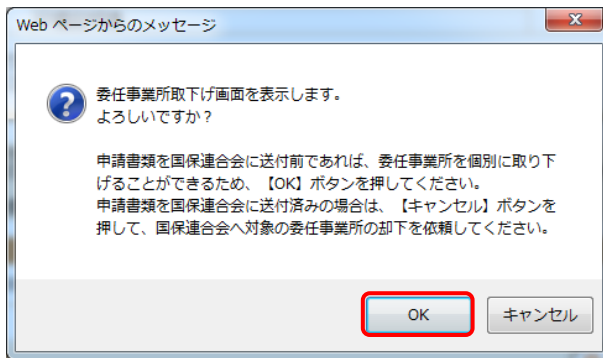 Web ページからのメッセージ
委任事業所取下げ画面を表示します。
よろしいですか？
申請書類を国保連合会に送付前であれば、委任事業所を個別に取り下
げることができるため、【OK】ボタンを押してください。
申請書類を国保連合会に送付済みの場合は、【キャンセル】ボタンを
押して、国保連合会へ対象の委任事業所の却下を依頼してください。
OK
キャンセル